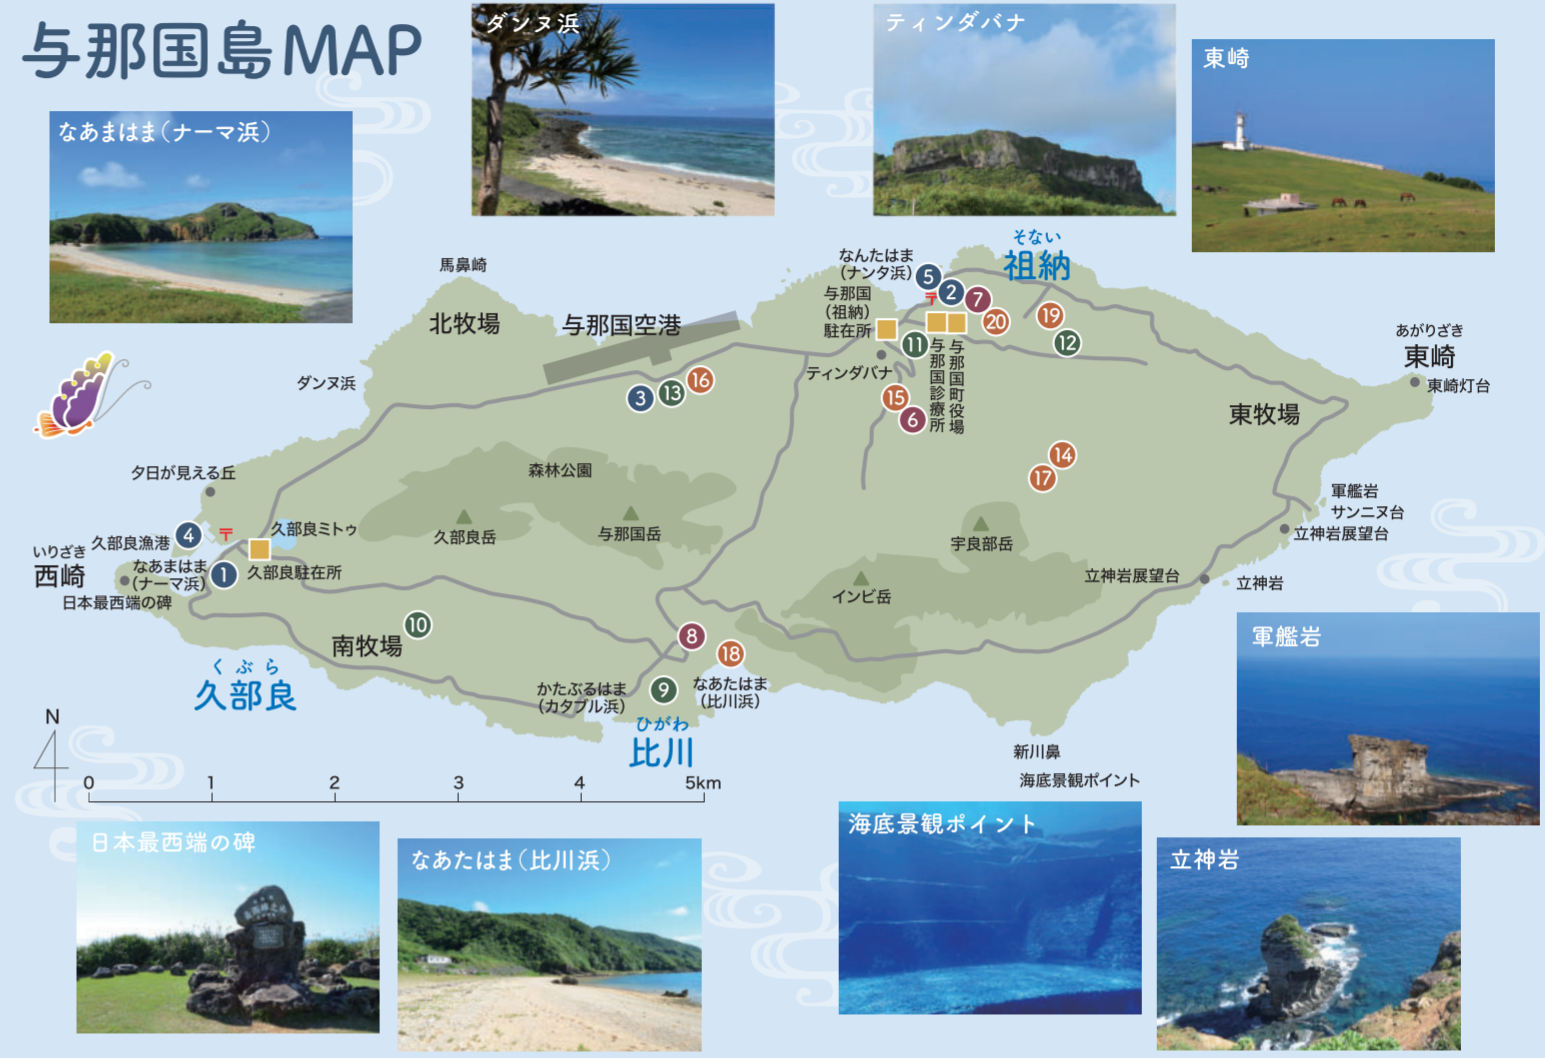 与那国島MAP
なあまはま(ナーマ浜)
ダンヌ浜
ティンダバナ
東崎
馬鼻崎
北牧場
与那国空港
ダンヌ浜
なんたはま
(ナンタ浜)
そない
祖納
与那国
(祖納)
駐在所
ティンダバナ
与那国診療所
与那国町役場
5
2
7
20
19
12
11
15
6
3
13
16
14
17
あがりざき
東崎
東崎灯台
東牧場
軍艦岩
サンニヌ台
立神岩展望台
立神岩展望台
立神岩
夕日が見える丘
4
〒
〒
久部良漁港
久部良ミトゥ
いりざき
西崎
なあまはま
(ナーマ浜)
1
久部良駐在所
日本最西端の碑
森林公園
久部良岳
与那国岳
宇良部岳
インビ岳
南牧場
10
くぶら
久部良
8
18
9
かたぶるはま
(カタブル浜)
なあたはま
(比川浜)
ひがわ
比川
新川鼻
海底景観ポイント
N
0 1 2 3 4 5km
軍艦岩
日本最西端の碑
なあたはま(比川浜)
海底景観ポイント
立神岩